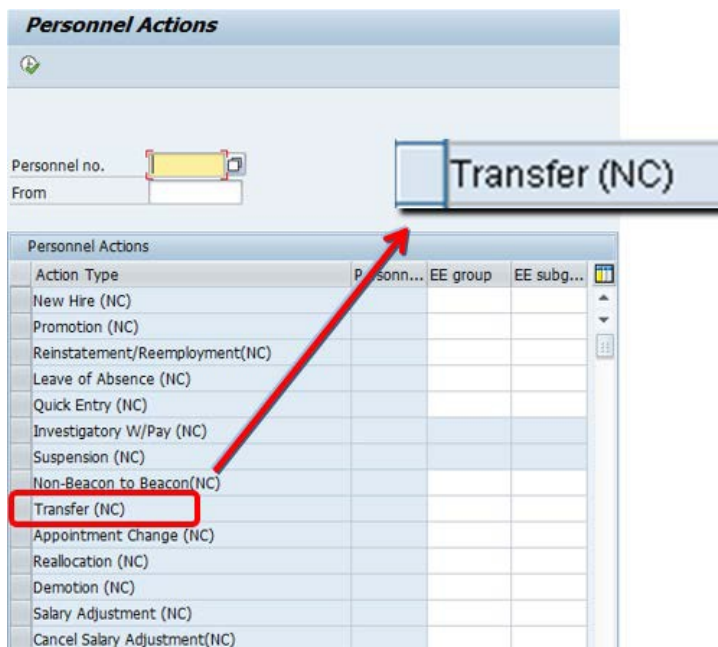 Personnel Actions
Personnel no.
From
Transfer (NC)
Personnel Actions
Action Type Personn... EE group EE subg...
New Hire (NC)
Promotion (NC)
Reinstatement/Reemployment(NC)
Leave of Absence (NC)
Quick Entry (NC)
Investigatory W/Pay (NC)
Suspension (NC)
Non-Beacon to Beacon(NC)
Transfer (NC)
Appointment Change (NC)
Reallocation (NC)
Demotion (NC)
Salary Adjustment (NC)
Cancel Salary Adjustment(NC)